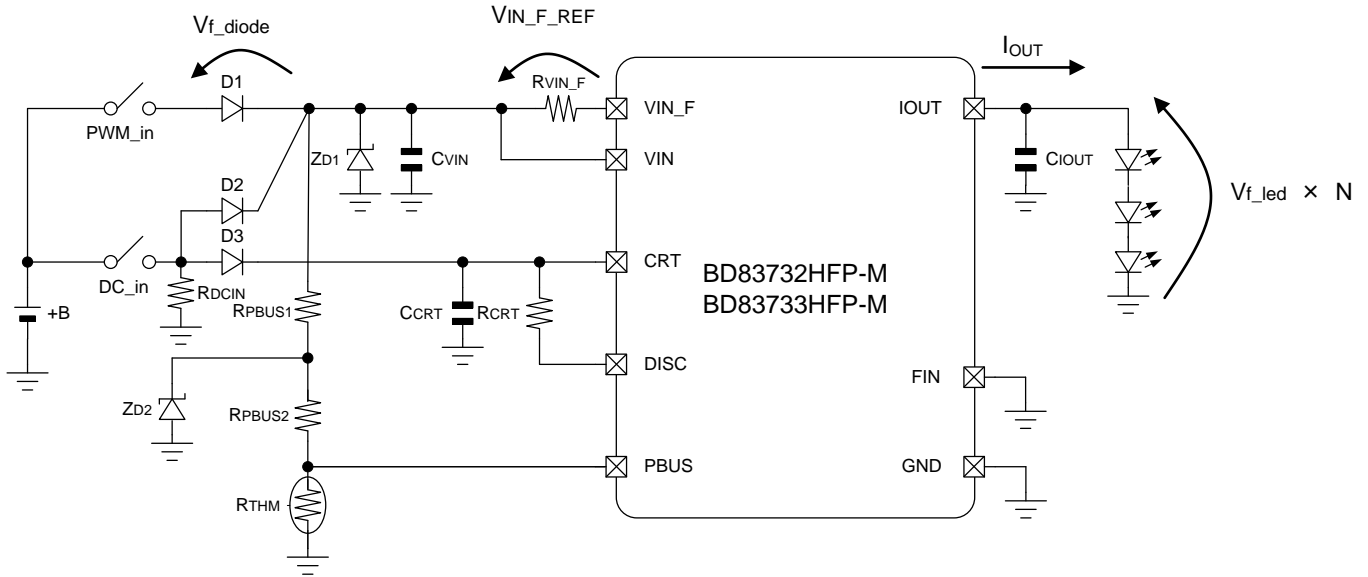 Vf_diode
VIN_F_REF
IOUT
D1
RVIN_F
PWM_in
VIN_F
IOUT
ZD1
CVIN
VIN
CIOUT
D2
Vf_led × N
D3
CRT
DC_in
RDCIN
BD83732HFP-M
BD83733HFP-M
+B
RPBUS1
CCRT
RCRT
DISC
FIN
ZD2
RPBUS2
PBUS
GND
RTHM